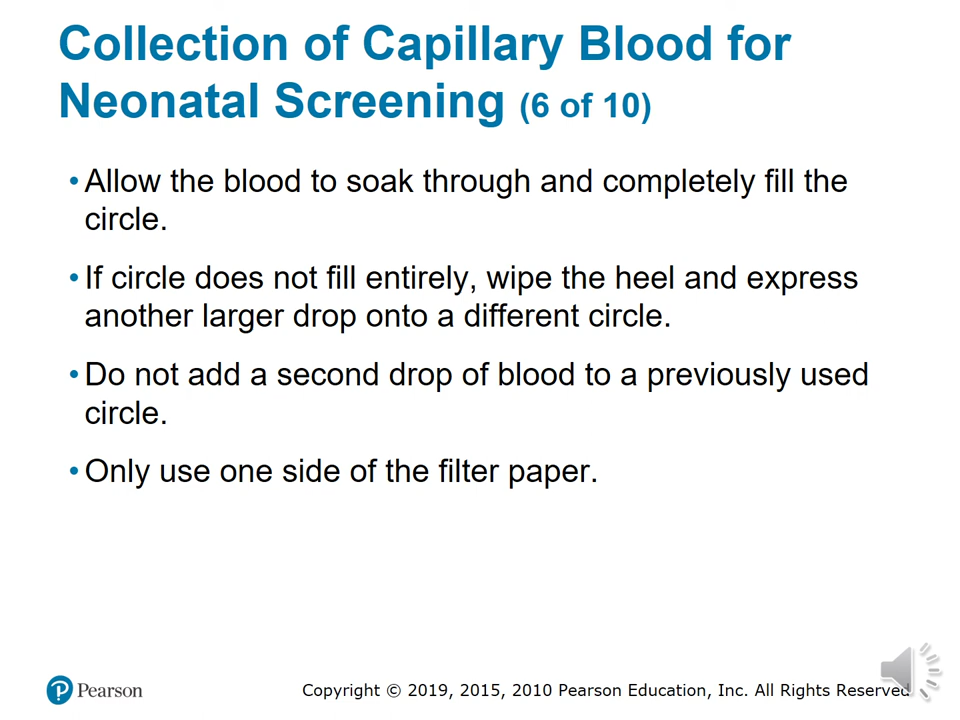 Collection of Capillary Blood for
Neonatal Screening (6 of 10)
• Allow the blood to soak through and completely fill the
circle.
• If circle does not fill entirely, wipe the heel and express
another larger drop onto a different circle.
• Do not add a second drop of blood to a previously used
circle.
• Only use one side of the filter paper.
P Pearson
Copyright © 2019, 2015, 2010 Pearson Education, Inc. All Rights Reserved